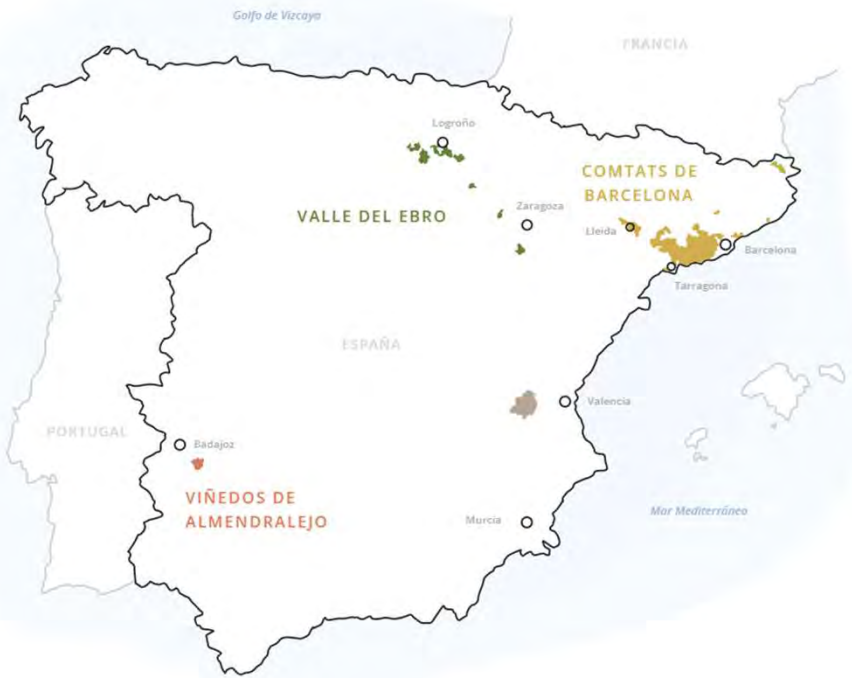 Golfo de Vizcaya
FRANCIA
Logroño
COMTATS DE
BARCELONA
Zaragoza
VALLE DEL EBRO
Lleida
Barcelona
Tarragona
ESPAÑA
Valencia
PORTUGAL
Badajoz
VIÑEDOS DE
ALMENDRALEJO
Mar Mediterráneo
Murcia